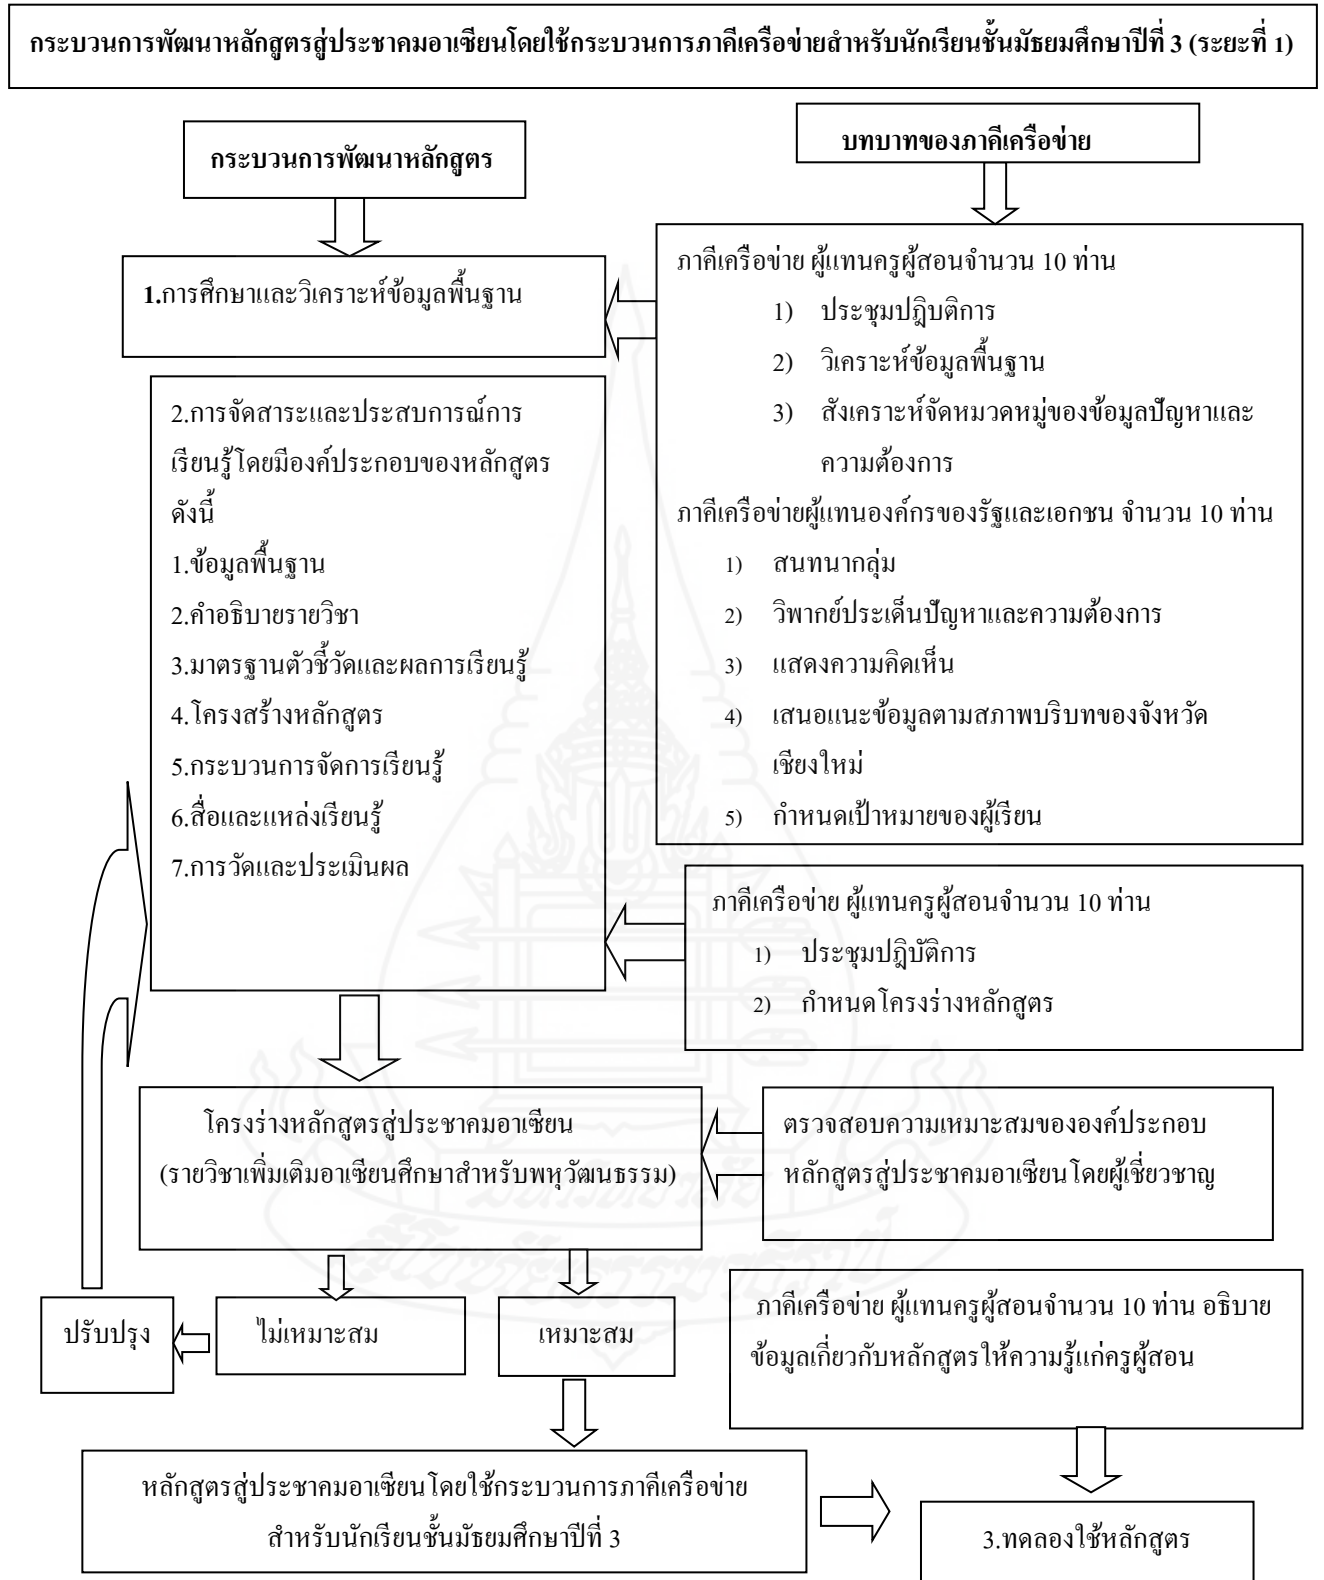 กระบวนการพัฒนาหลักสูตรสู่ประชาคมอาเซียนโดยใช้กระบวนการภาคีเครือข่ายสำหรับนักเรียนชั้นมัธยมศึกษาปีที่ 3 (ระยะที่ 1)
กระบวนการพัฒนาหลักสูตร
บทบาทของภาคีเครือข่าย
1.การศึกษาและวิเคราะห์ข้อมูลพื้นฐาน
ภาคีเครือข่าย ผู้แทนครูผู้สอนจำนวน 10 ท่าน
1) ประชุมปฎิบติการ
2) วิเคราะห์ข้อมูลพื้นฐาน
3) สังเคราะห์จัดหมวดหมู่ของข้อมูลปัญหาและ
ความต้องการ
ภาคีเครือข่ายผู้แทนองค์กรของรัฐและเอกชน จำนวน 10 ท่าน
1) สนทนากลุ่ม
2) วิพากย์ประเด็นปัญหาและความต้องการ
3) แสดงความคิดเห็น
4) เสนอแนะข้อมูลตามสภาพบริบทของจังหวัด
เชียงใหม่
5) กำหนดเป้าหมายของผู้เรียน
2.การจัดสาระและประสบการณ์การ
เรียนรู้โดยมีองค์ประกอบของหลักสูตร
ดังนี้
1.ข้อมูลพื้นฐาน
2.คำอธิบายรายวิชา
3.มาตรฐานตัวชี้วัดและผลการเรียนรู้
4.โครงสร้างหลักสูตร
5.กระบวนการจัดการเรียนรู้
6.สื่อและแหล่งเรียนรู้
7.การวัดและประเมินผล
ภาคีเครือข่าย ผู้แทนครูผู้สอนจำนวน 10 ท่าน
1) ประชุมปฎิบัติการ
2) กำหนดโครงร่างหลักสูตร
โครงร่างหลักสูตรสู่ประชาคมอาเซียน
(รายวิชาเพิ่มเติมอาเซียนศึกษาสำหรับพหุวัฒนธรรม)
ตรวจสอบความเหมาะสมขององค์ประกอบ
หลักสูตรสู่ประชาคมอาเซียนโดยผู้เชี่ยวชาญ
ปรับปรุง
ไม่เหมาะสม
เหมาะสม
ภาคีเครือข่าย ผู้แทนครูผู้สอนจำนวน 10 ท่าน อธิบาย
ข้อมูลเกี่ยวกับหลักสูตรให้ความรู้แก่ครูผู้สอน
หลักสูตรสู่ประชาคมอาเซียนโดยใช้กระบวนการภาคีเครือข่าย
สำหรับนักเรียนชั้นมัธยมศึกษาปีที่ 3
3.ทดลองใช้หลักสูตร